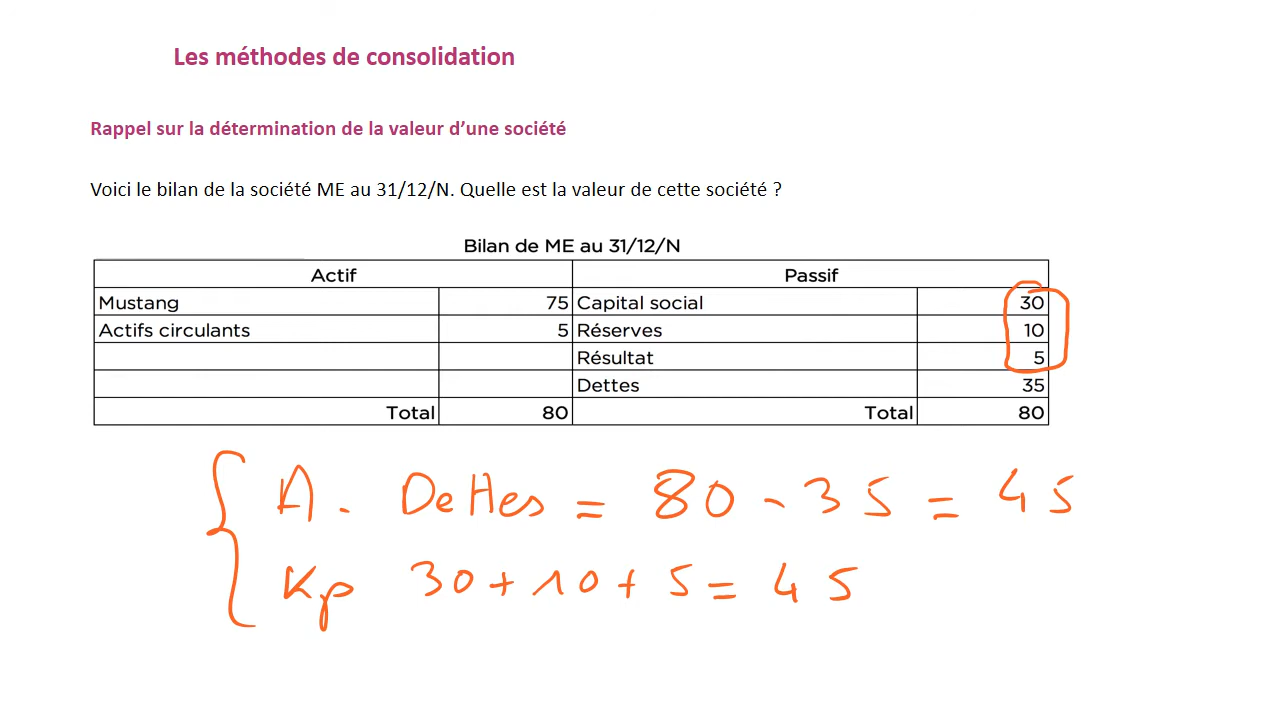 Les méthodes de consolidation
Rappel sur la détermination de la valeur d’une société
Voici le bilan de la société ME au 31/12/N. Quelle est la valeur de cette société ?
Bilan de ME au 31/12/N
Actif Passif
Mustang 75 Capital social 30
Actifs circulants 5 Réserves 10
Résultat 5
Dettes 35
Total 80 Total 80
A - Dettes = 80 - 35 = 45
Kp 30 + 10 + 5 = 45